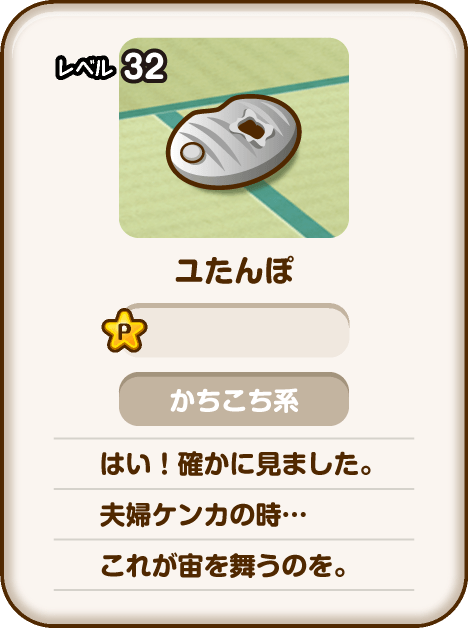 レベル 32
ユたんぽ
P
かちこち系
はい！確かに見ました。
夫婦ケンカの時…
これが宙を舞うのを。